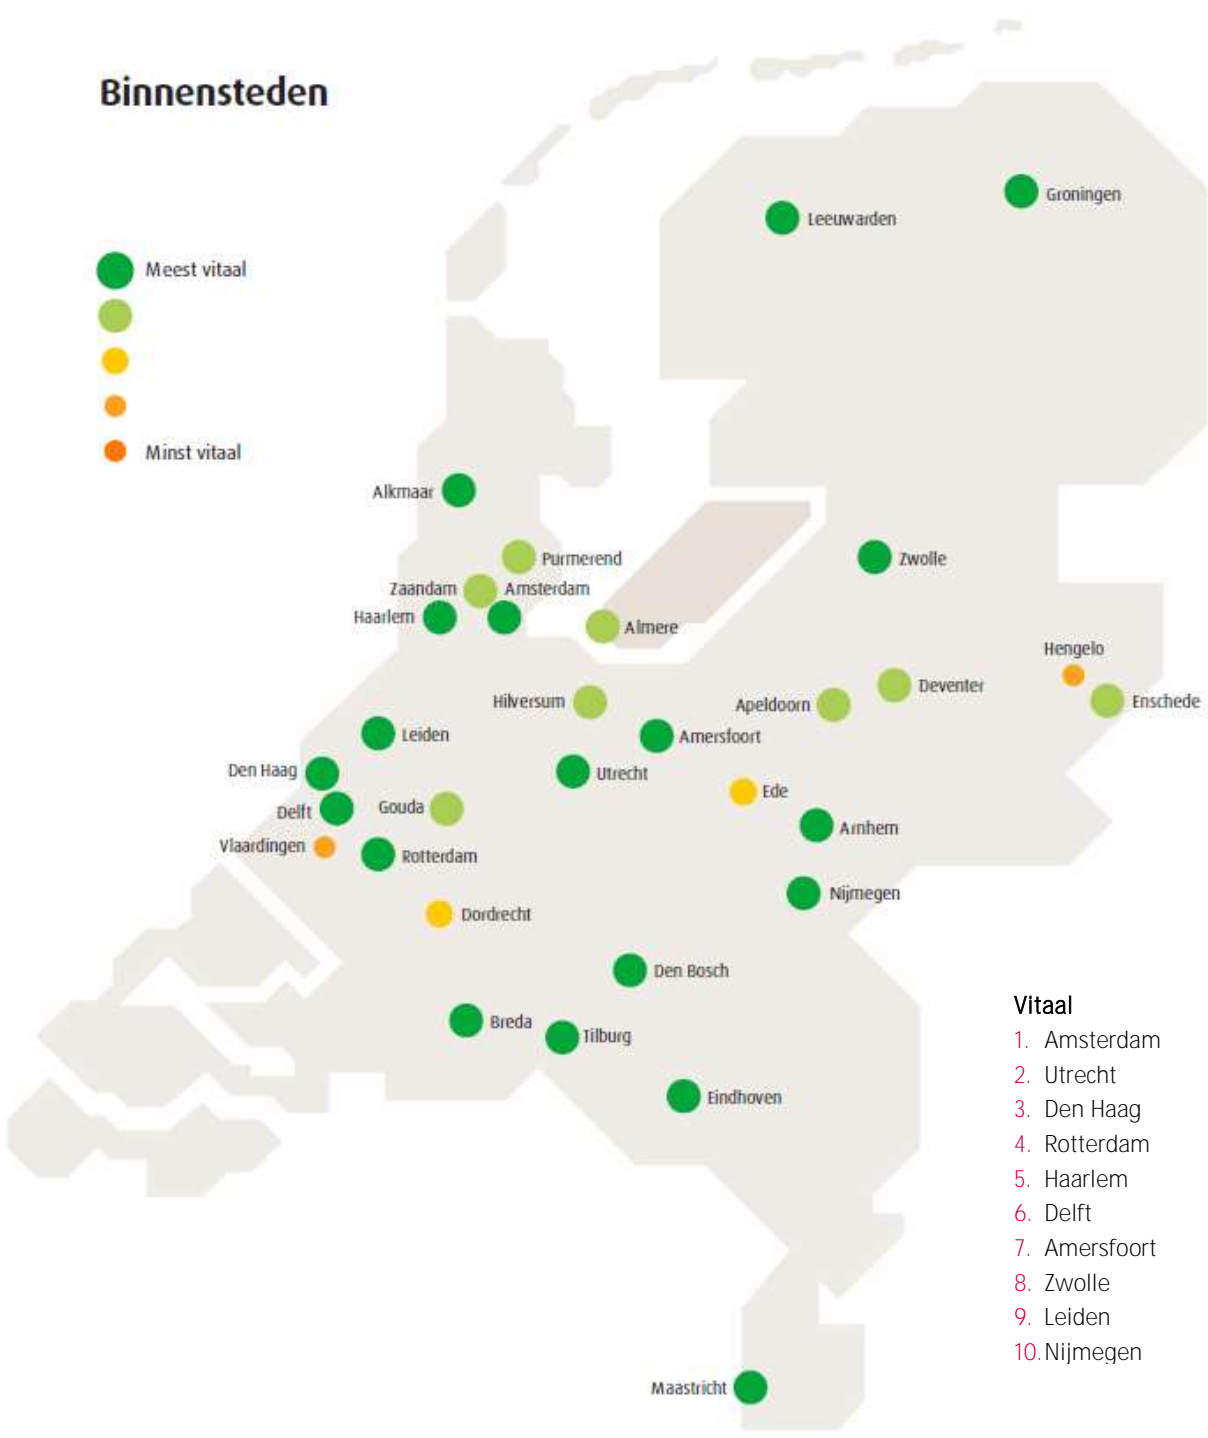 Binnensteden
Meest vitaal
Minst vitaal
Groningen
Leeuwarden
Alkmaar
Purmerend
Zwolle
Zaandam
Amsterdam
Haarlem
Almere
Hengelo
Deventer
Hilversum
Apeldoorn
Enschede
Leiden
Amersfoort
Den Haag
Utrecht
Ede
Delft
Gouda
Arnhem
Vlaardingen
Rotterdam
Nijmegen
Dordrecht
Den Bosch
Breda
Tilburg
Eindhoven
Maastricht
Vitaal
1. Amsterdam
2. Utrecht
3. Den Haag
4. Rotterdam
5. Haarlem
6. Delft
7. Amersfoort
8. Zwolle
9. Leiden
10. Nijmegen